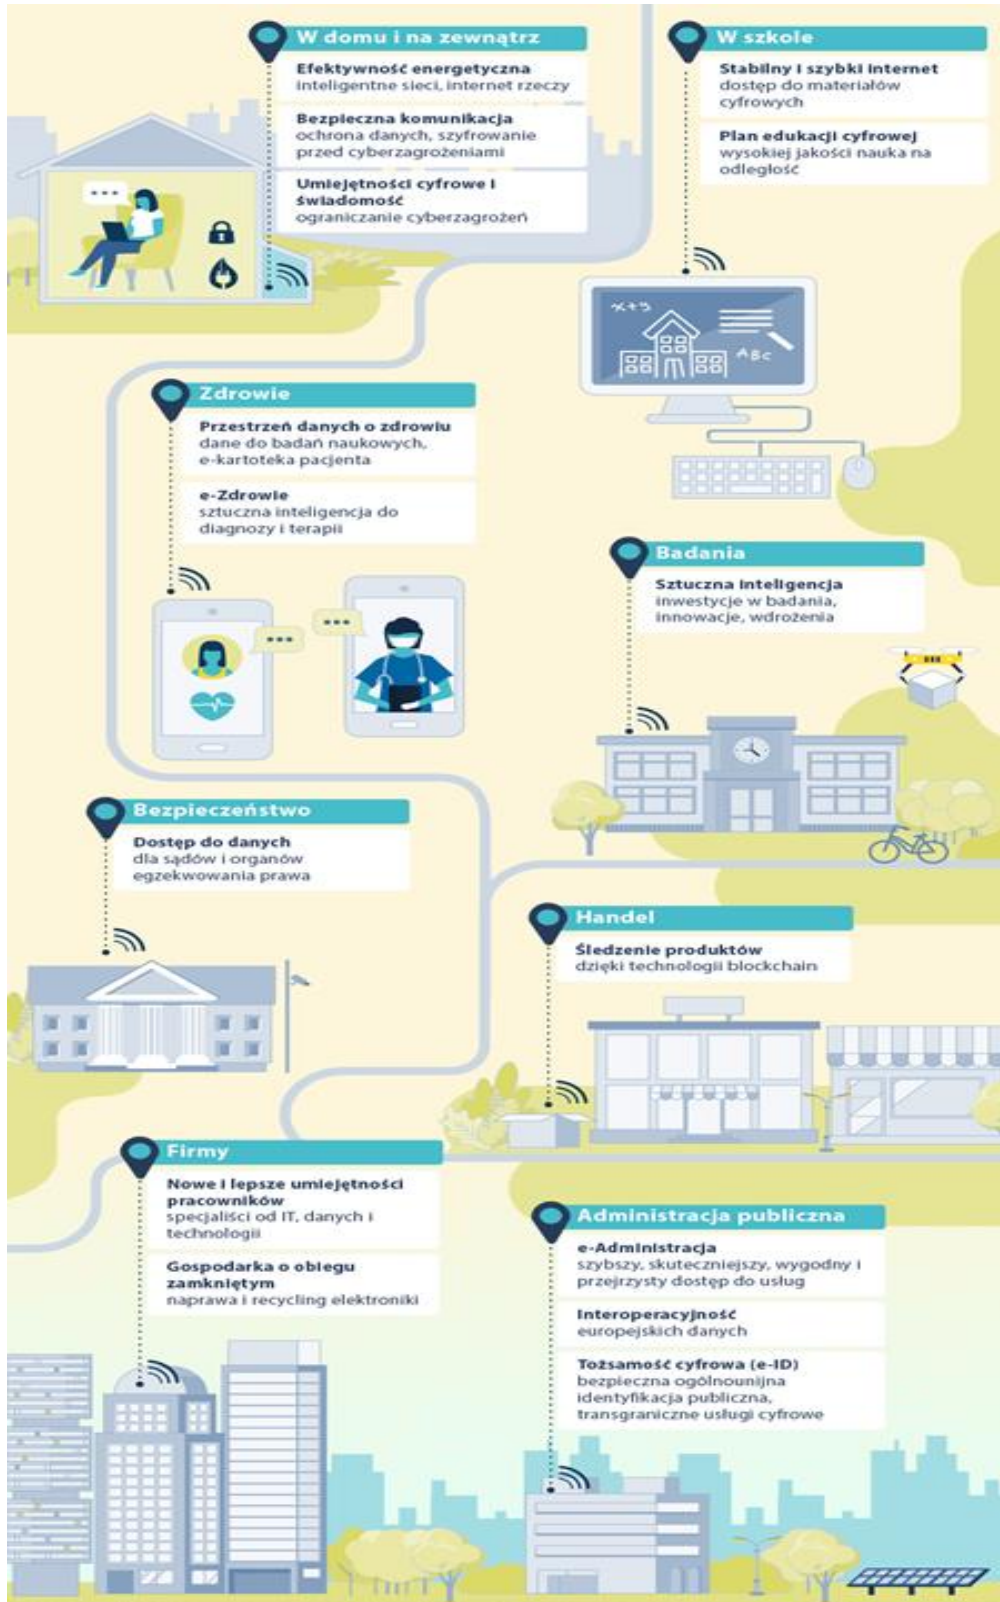 W domu i na zewnątrz
Efektywność energetyczna
inteligentne sieci, internet rzeczy
Bezpieczna komunikacja
ochrona danych, szyfrowanie
przed cyberzagrożeniami
Umiejętności cyfrowe i
świadomość
ograniczanie cyberzagrożeń
W szkole
Stabilny i szybki internet
dostęp do materiałów
cyfrowych
Plan edukacji cyfrowej
wysokiej jakości nauka na
odległość
x+y
ABC
Zdrowie
Przestrzeń danych o zdrowiu
dane do badań naukowych,
e-kartoteka pacjenta
e-Zdrowie
sztuczna inteligencja do
diagnozy i terapii
Badania
Sztuczna inteligencja
inwestycje w badania,
innowacje, wdrożenia
Bezpieczeństwo
Dostęp do danych
dla sądów i organów
egzekwowania prawa
Handel
Śledzenie produktów
dzięki technologii blockchain
Firmy
Nowe i lepsze umiejętności
pracowników
specjaliści od IT, danych i
technologii
Gospodarka o obiegu
zamkniętym
naprawa i recykling elektroniki
Administracja publiczna
e-Administracja
szybszy, skuteczniejszy, wygodny i
przejrzysty dostęp do usług
Interoperacyjność
europejskich danych
Tożsamość cyfrowa (e-ID)
bezpieczna ogólnounijna
identyfikacja publiczna,
transgraniczne usługi cyfrowe